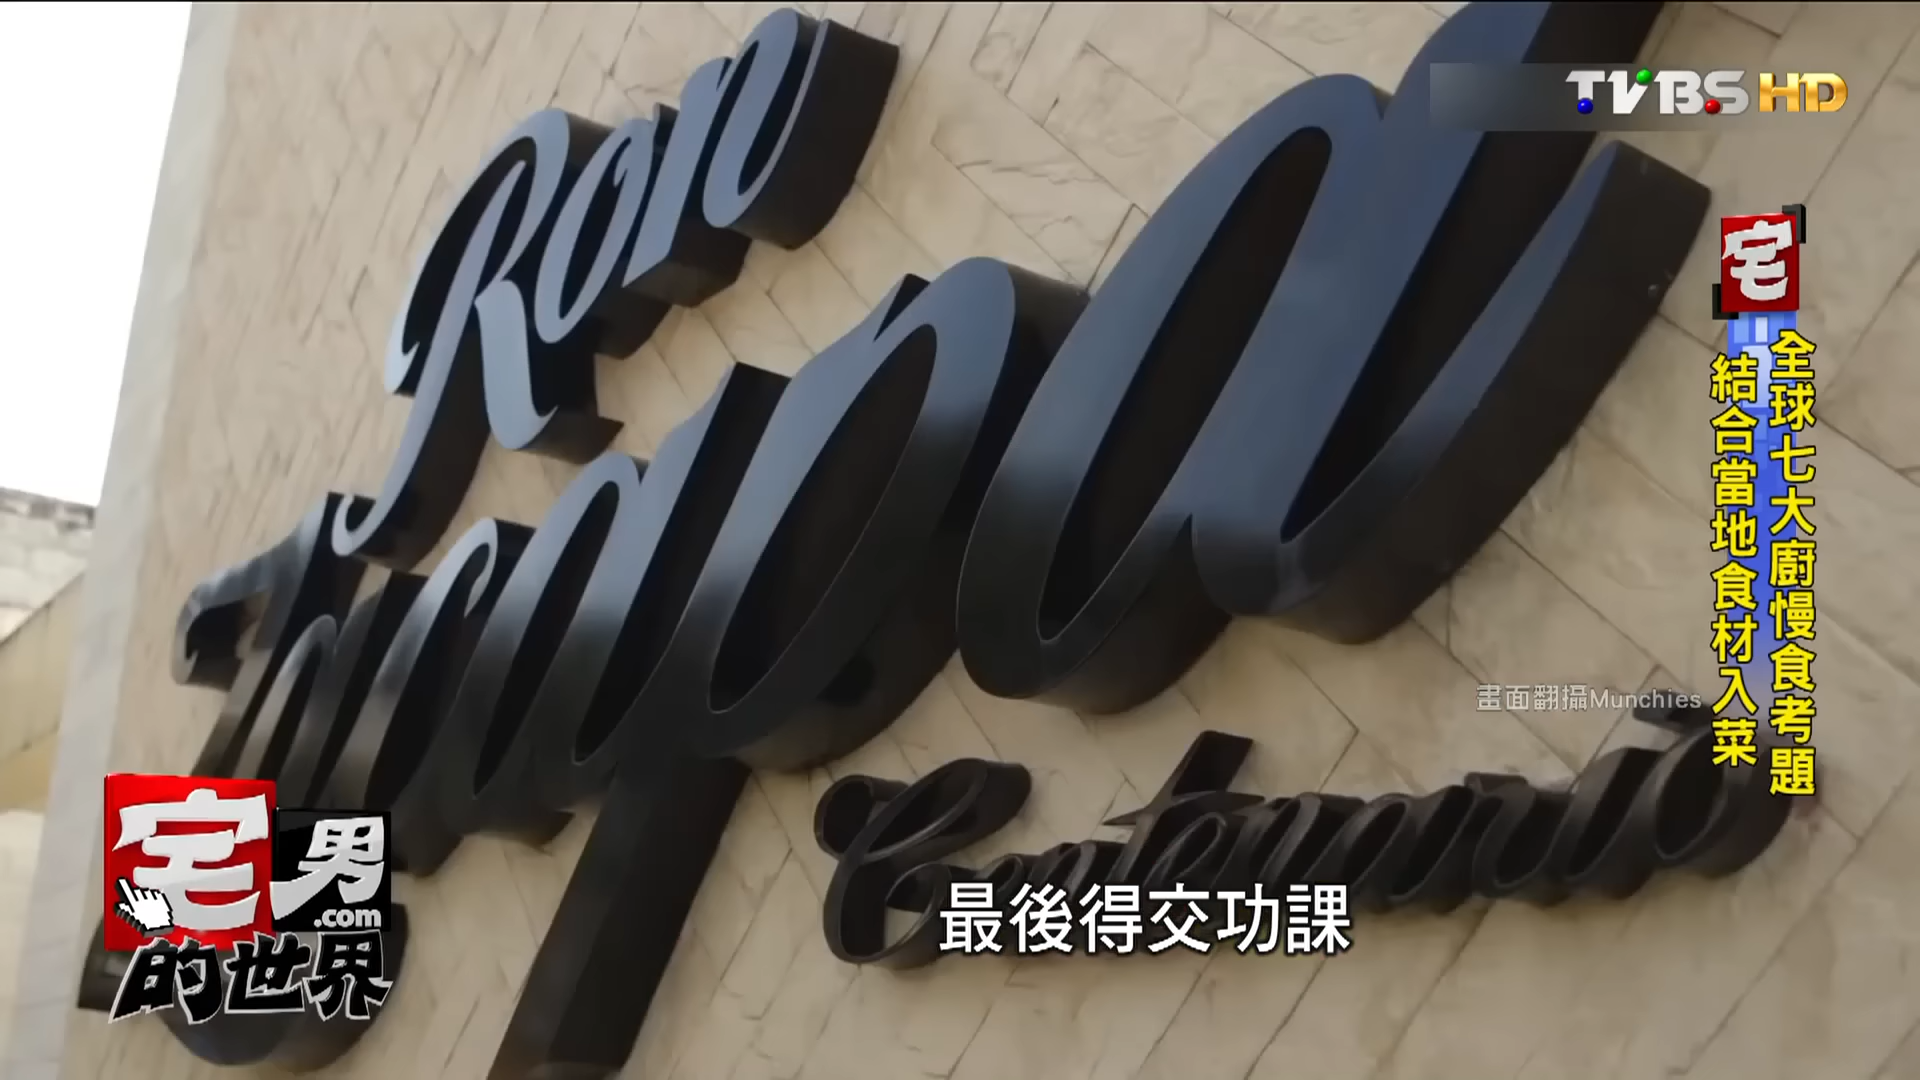 TVBS HD
宅
全球七大廚慢食考題
結合當地食材入菜
Ron
Zacapa
Centenario
畫面翻攝Munchies
宅男.com
的世界
最後得交功課